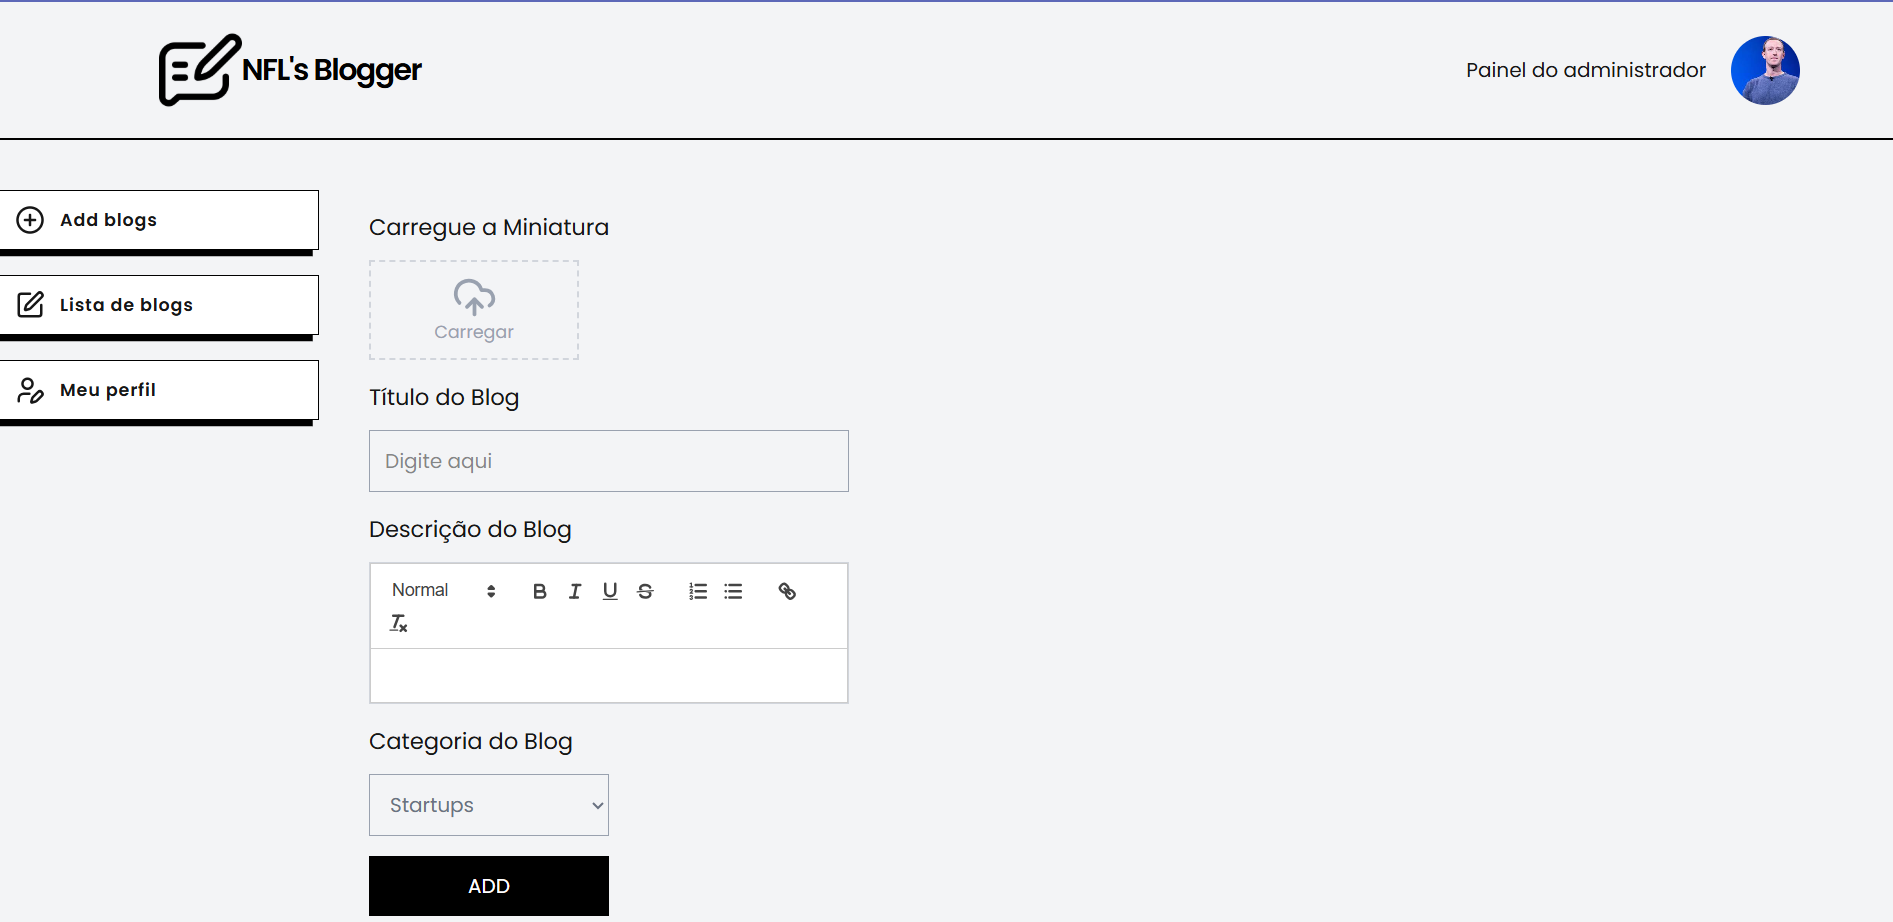 NFL's Blogger
Painel do administrador
Add blogs
Lista de blogs
Meu perfil
Carregue a Miniatura
Carregar
Título do Blog
Digite aqui
Descrição do Blog
Normal
Categoria do Blog
Startups
ADD